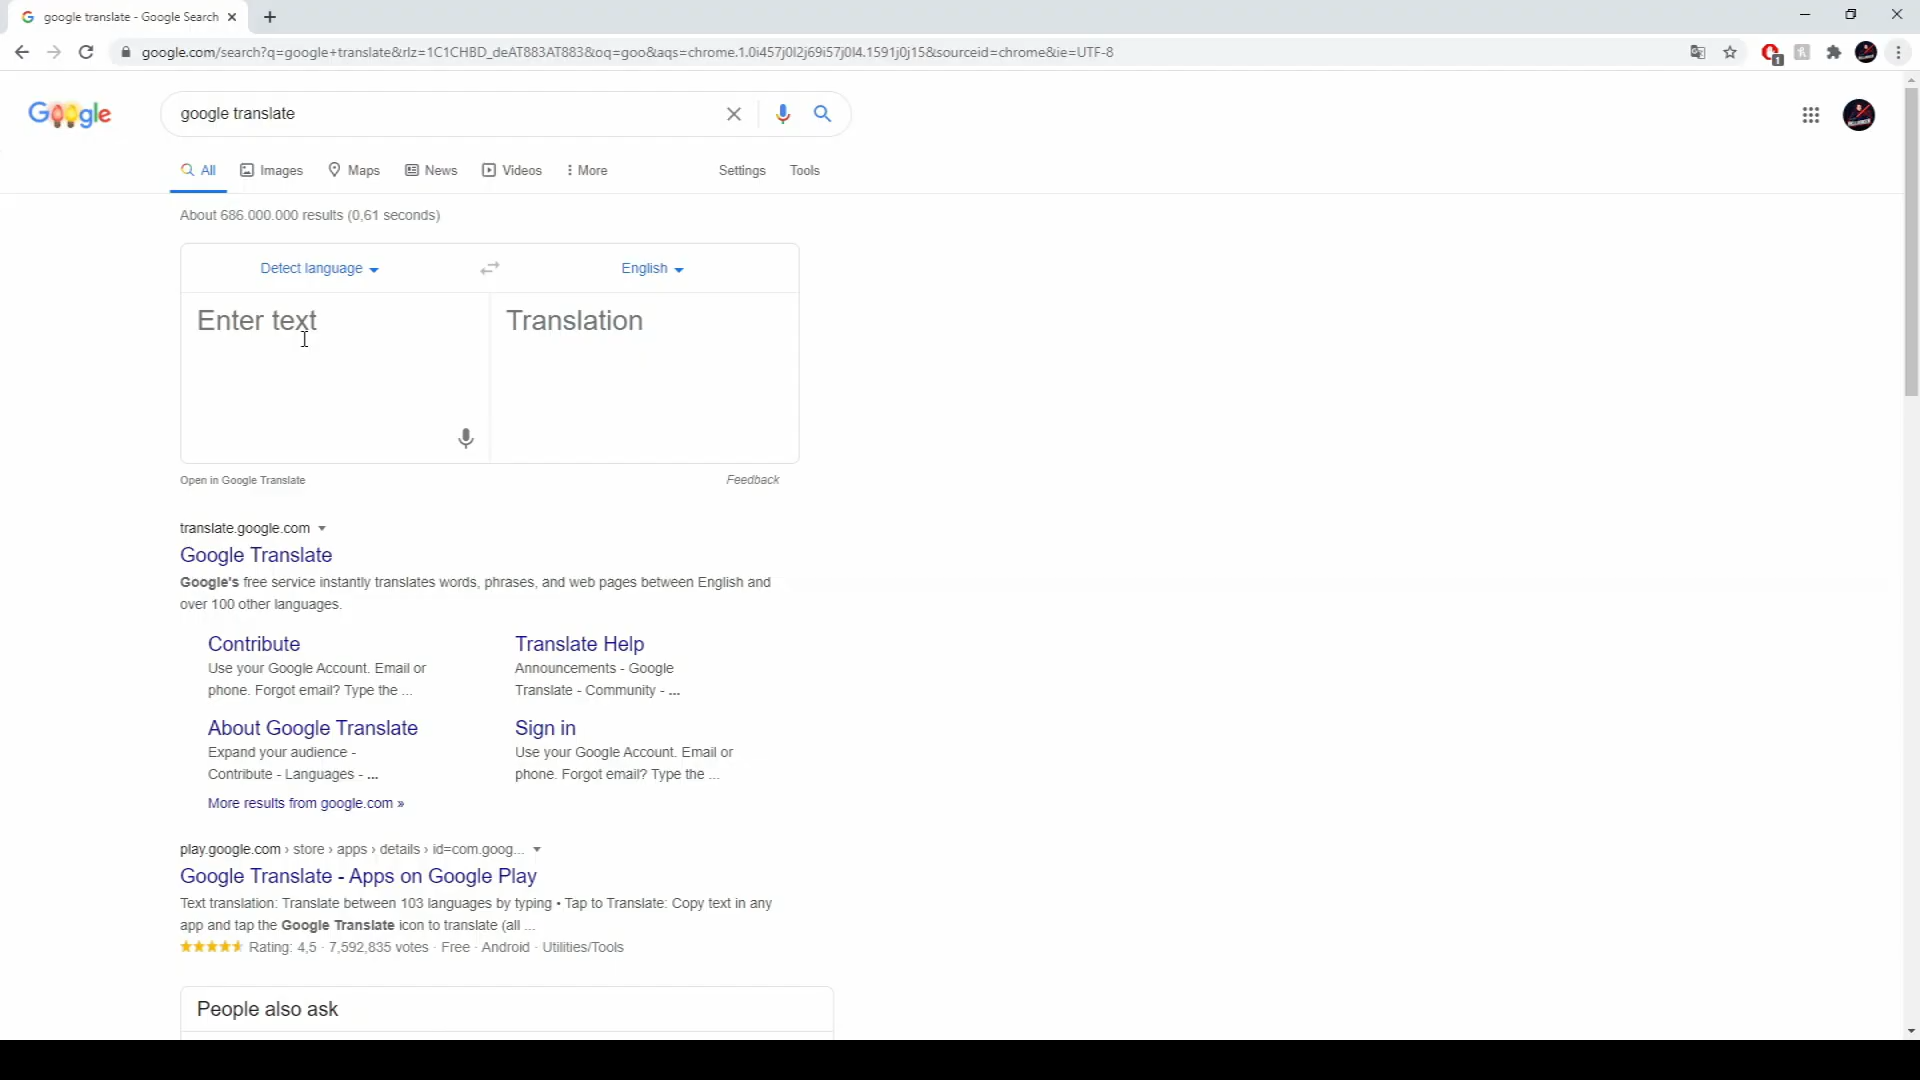 google translate - Google Search
google.com/search?q=google+translate&rlz=1C1CHBD_deAT883AT883&oq=goo&aqs=chrome.1.0i457j0l2j69i57j0l4.1591j0j15&sourceid=chrome&ie=UTF-8
1
Google
google translate
All Images Maps News Videos More Settings Tools
About 686.000.000 results (0,61 seconds)
Detect language English
Enter text Translation
Open in Google Translate Feedback
translate.google.com
Google Translate
Google's free service instantly translates words, phrases, and web pages between English and
over 100 other languages.
Contribute
Use your Google Account. Email or
phone. Forgot email? Type the ...
Translate Help
Announcements - Google
Translate - Community - ...
About Google Translate
Expand your audience -
Contribute - Languages - ...
Sign in
Use your Google Account. Email or
phone. Forgot email? Type the ...
More results from google.com »
play.google.com › store › apps › details › id=com.goog...
Google Translate - Apps on Google Play
Text translation: Translate between 103 languages by typing • Tap to Translate: Copy text in any
app and tap the Google Translate icon to translate (all ...
Rating: 4,5 · 7,592,835 votes · Free · Android · Utilities/Tools
People also ask